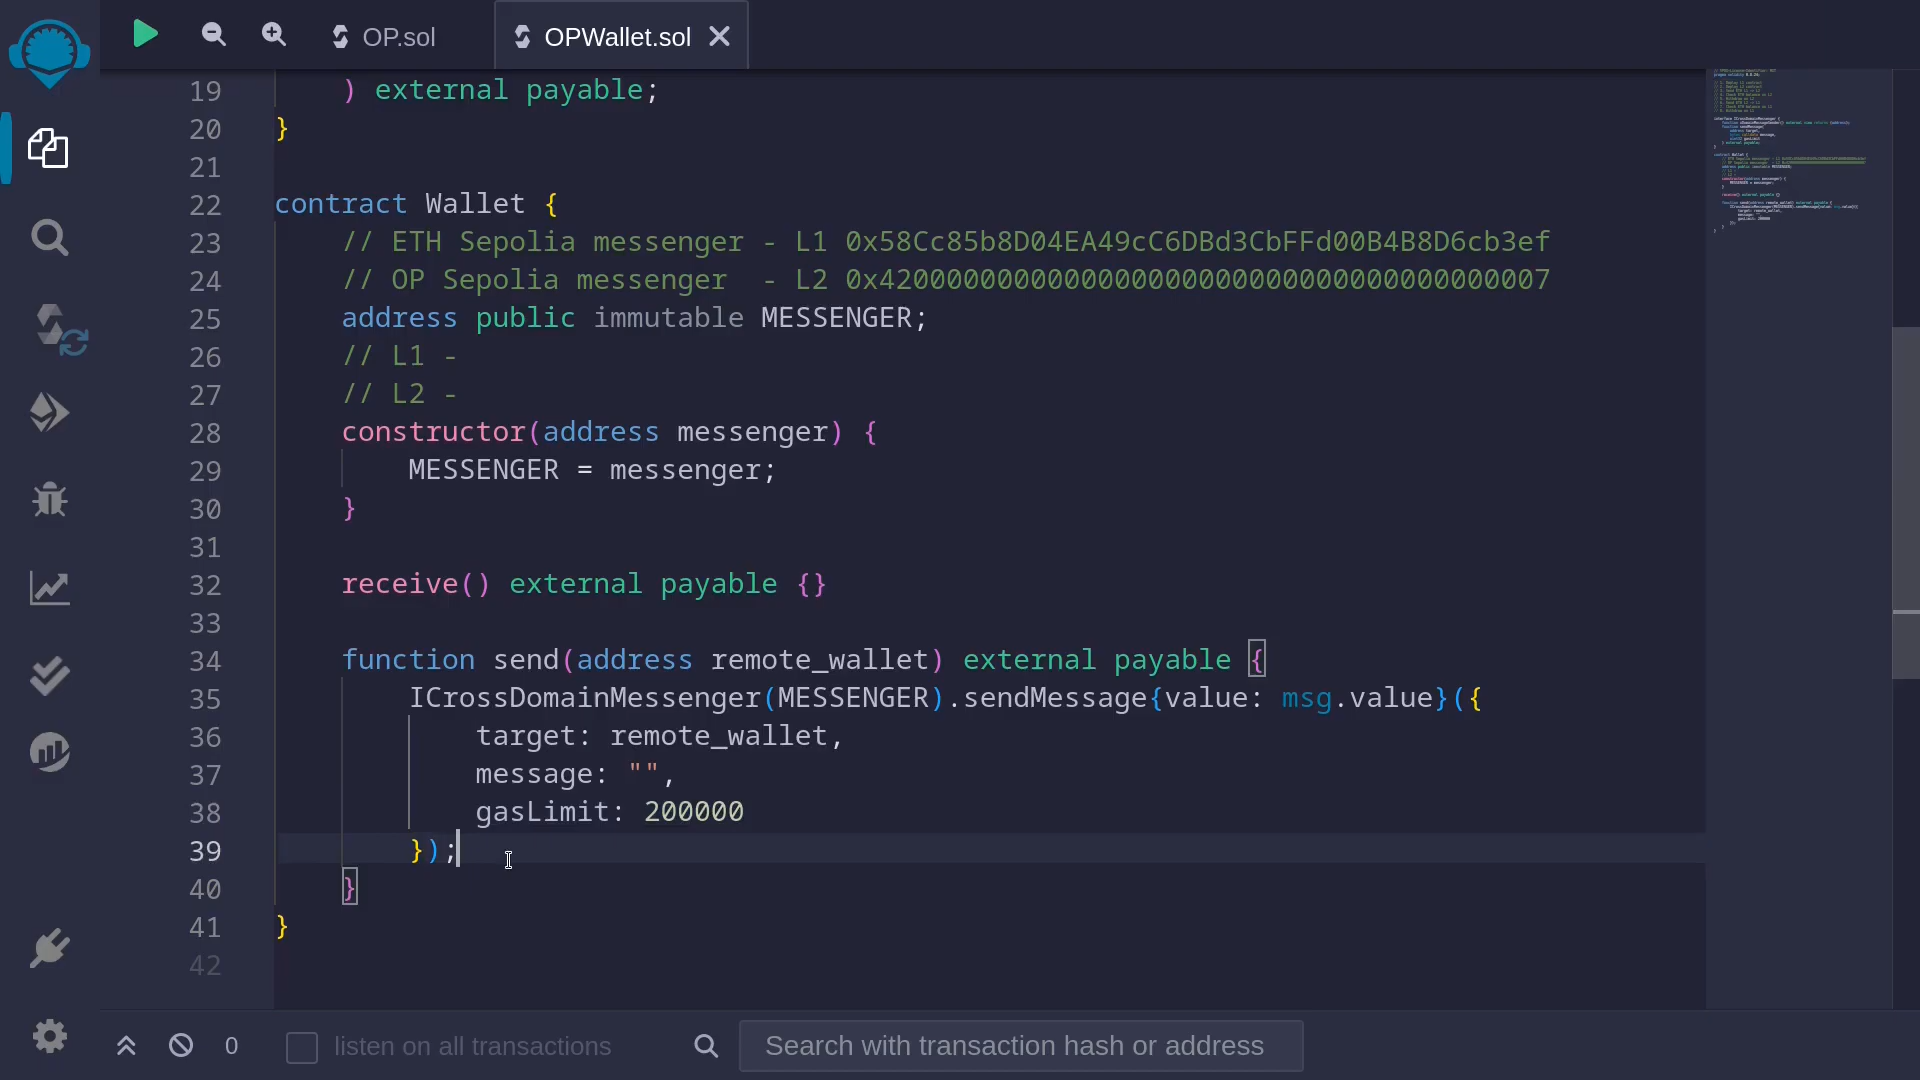 OP.sol
OPWallet.sol
19 ) external payable;
20 }
21
22 contract Wallet {
23 // ETH Sepolia messenger - L1 0x58Cc85b8D04EA49cC6DBd3CbFFd00B4B8D6cb3ef
24 // OP Sepolia messenger  - L2 0x4200000000000000000000000000000000000007
25 address public immutable MESSENGER;
26 // L1 -
27 // L2 -
28 constructor(address messenger) {
29 MESSENGER = messenger;
30 }
31
32 receive() external payable {}
33
34 function send(address remote_wallet) external payable {
35 ICrossDomainMessenger(MESSENGER).sendMessage{value: msg.value}({
36 target: remote_wallet,
37 message: "",
38 gasLimit: 200000
39 });
40 }
41 }
42
0
listen on all transactions
Search with transaction hash or address